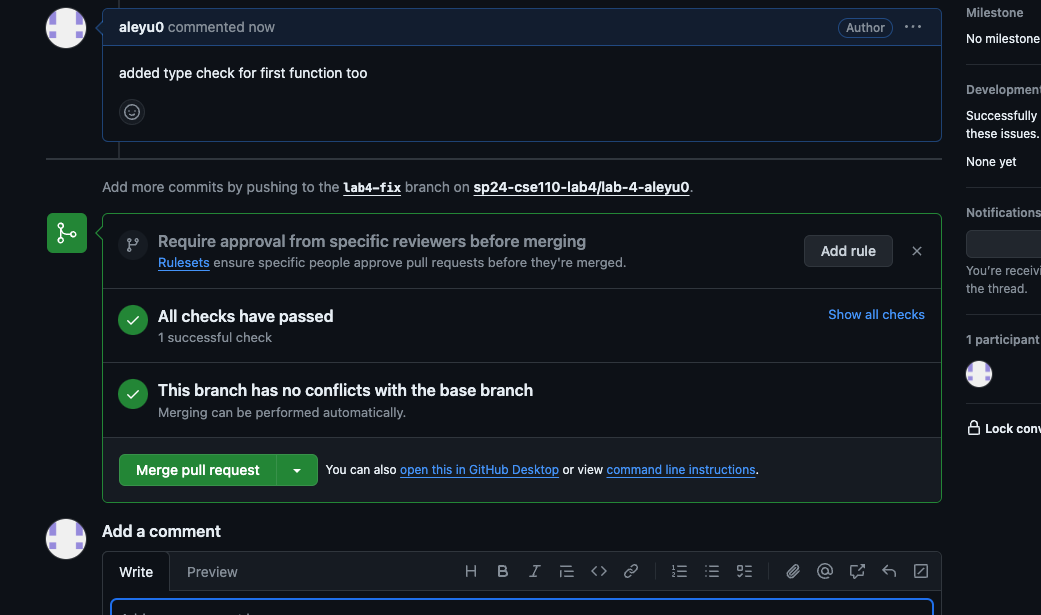 aleyu0 commented now
Author
added type check for first function too
Add more commits by pushing to the lab4-fix branch on sp24-cse110-lab4/lab-4-aleyu0.
Require approval from specific reviewers before merging
Rulesets ensure specific people approve pull requests before they're merged.
Add rule
All checks have passed
1 successful check
Show all checks
This branch has no conflicts with the base branch
Merging can be performed automatically.
Merge pull request
You can also open this in GitHub Desktop or view command line instructions.
Add a comment
Write
Preview
H B I
Milestone
No milestone
Development
Successfully
these issues.
None yet
Notifications
You're receivi
the thread.
1 participant
Lock conv